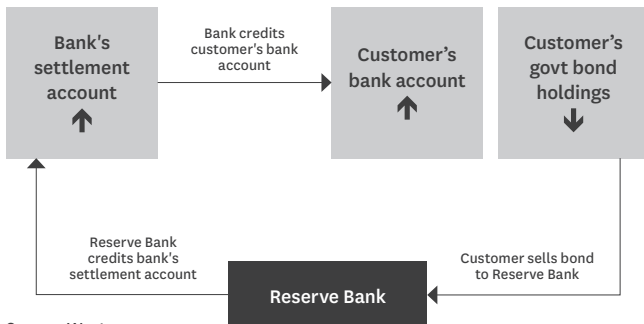 Bank's
settlement
account
Bank credits
customer's bank
account
Customer’s
bank account
Customer’s
govt bond
holdings
Reserve Bank
credits bank's
settlement account
Reserve Bank
Customer sells bond
to Reserve Bank